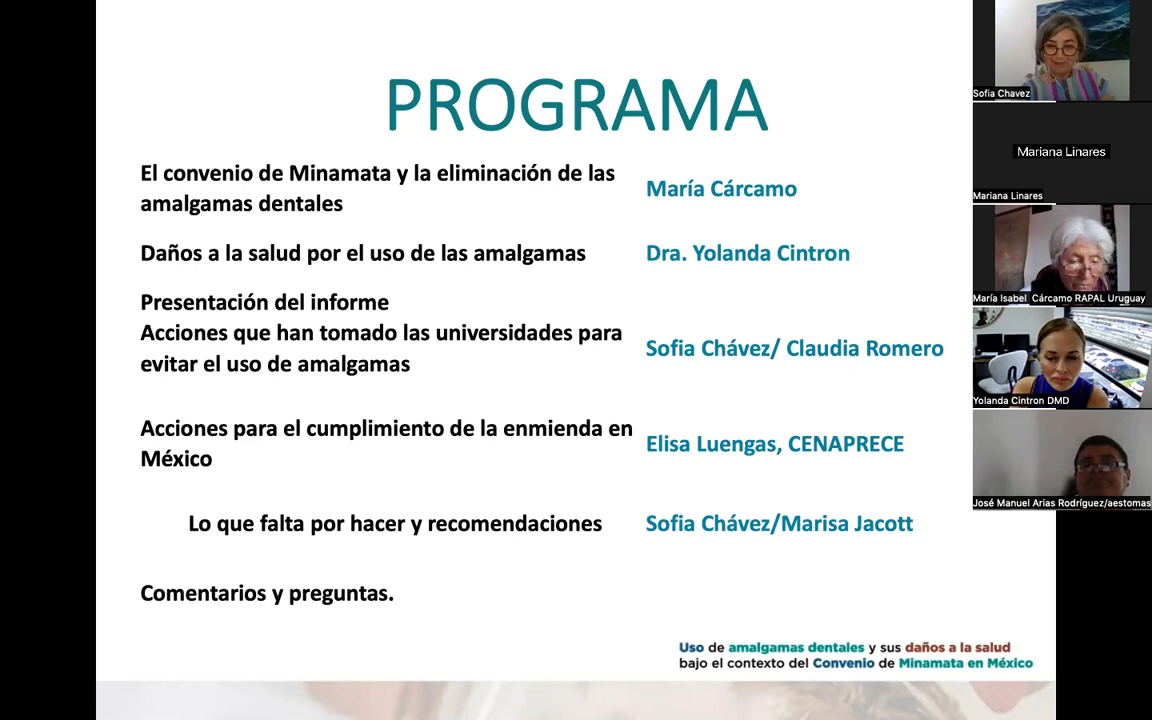 PROGRAMA
El convenio de Minamata y la eliminación de las
amalgamas dentales
María Cárcamo
Daños a la salud por el uso de las amalgamas
Dra. Yolanda Cintron
Presentación del informe
Acciones que han tomado las universidades para
evitar el uso de amalgamas
Sofia Chávez/ Claudia Romero
Acciones para el cumplimiento de la enmienda en
México
Elisa Luengas, CENAPRECE
Lo que falta por hacer y recomendaciones
Sofia Chávez/Marisa Jacott
Comentarios y preguntas.
Uso de amalgamas dentales y sus daños a la salud
bajo el contexto del Convenio de Minamata en México
Sofia Chavez
Mariana Linares
Mariana Linares
María Isabel Cárcamo RAPAL Uruguay
Yolanda Cintron DMD
José Manuel Arias Rodríguez/aestomas